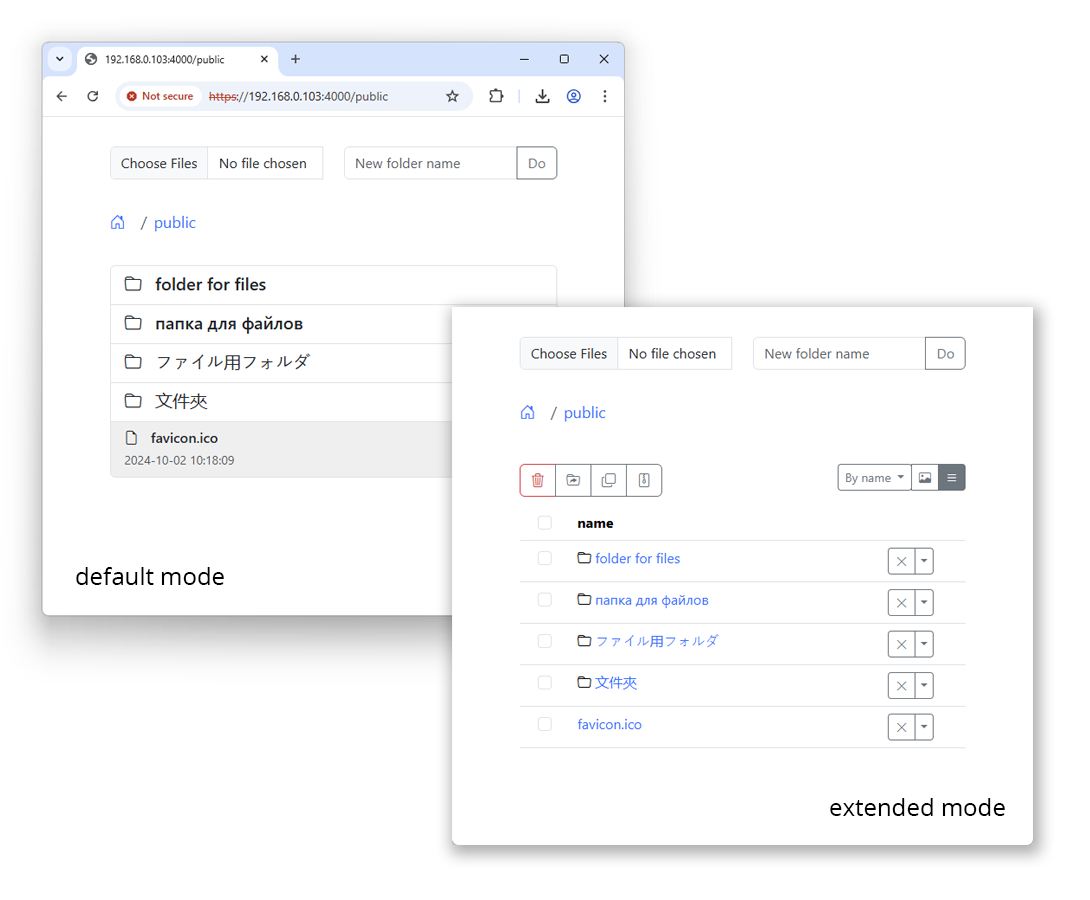 192.168.0.103:4000/public
Not secure https://192.168.0.103:4000/public
Choose Files No file chosen New folder name Do
/ public
folder for files
папка для файлов
ファイル用フォルダ
文件夾
favicon.ico
2024-10-02 10:18:09
default mode
Choose Files No file chosen New folder name Do
/ public
By name
name
folder for files
папка для файлов
ファイル用フォルダ
文件夾
favicon.ico
extended mode